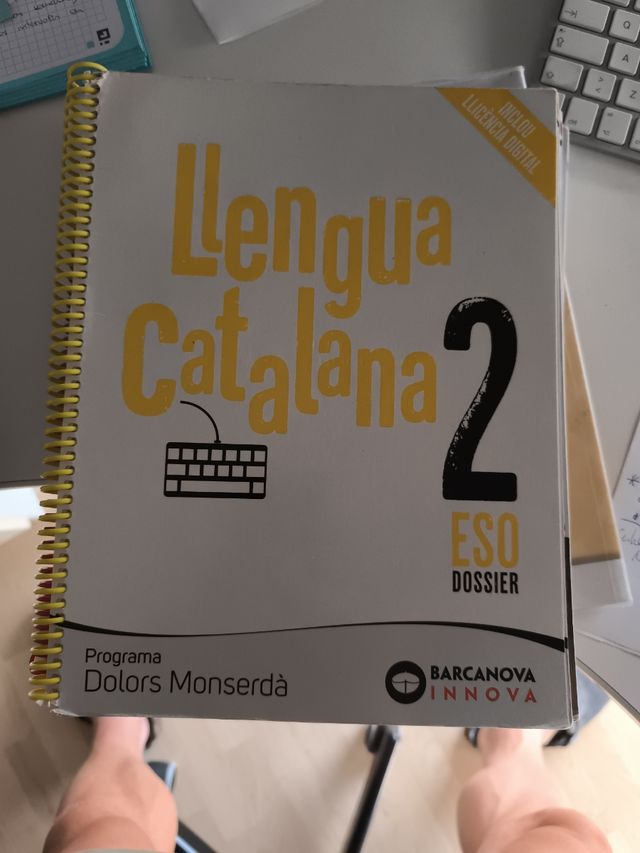 INCLOU
LLICÈNCIA DIGITAL
Llengua
Catalana 2
ESO
DOSSIER
Programa
Dolors Monserdà
BARCANOVA
INNOVA